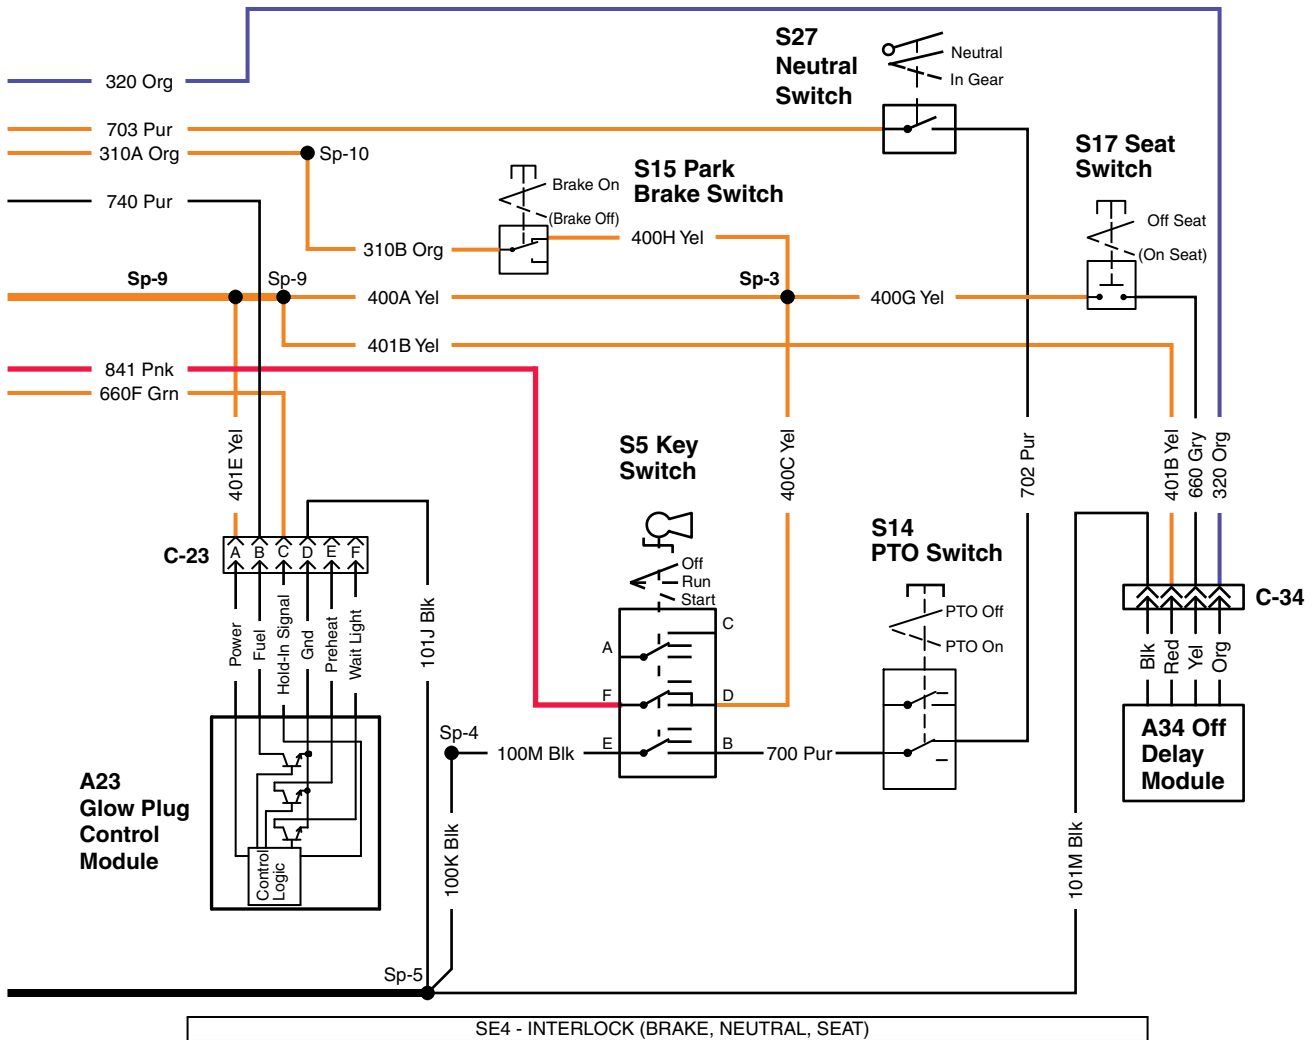 S27
Neutral
Switch
Neutral
In Gear
320 Org
703 Pur
310A Org
Sp-10
740 Pur
S15 Park
Brake Switch
Brake On
(Brake Off)
S17 Seat
Switch
Off Seat
(On Seat)
310B Org
400H Yel
Sp-9
Sp-9
400A Yel
Sp-3
400G Yel
401B Yel
841 Pnk
660F Grn
401E Yel
S5 Key
Switch
400C Yel
702 Pur
401B Yel
660 Gry
320 Org
Off
Run
Start
S14
PTO Switch
PTO Off
PTO On
C-23
A
B
C
D
E
F
Power
Fuel
Hold-In Signal
Gnd
Preheat
Wait Light
101J Blk
C-34
Blk
Red
Yel
Org
A34 Off
Delay
Module
A
C
F
D
E
B
Sp-4
100M Blk
700 Pur
A23
Glow Plug
Control
Module
Control
Logic
100K Blk
101M Blk
Sp-5
SE4 - INTERLOCK (BRAKE, NEUTRAL, SEAT)